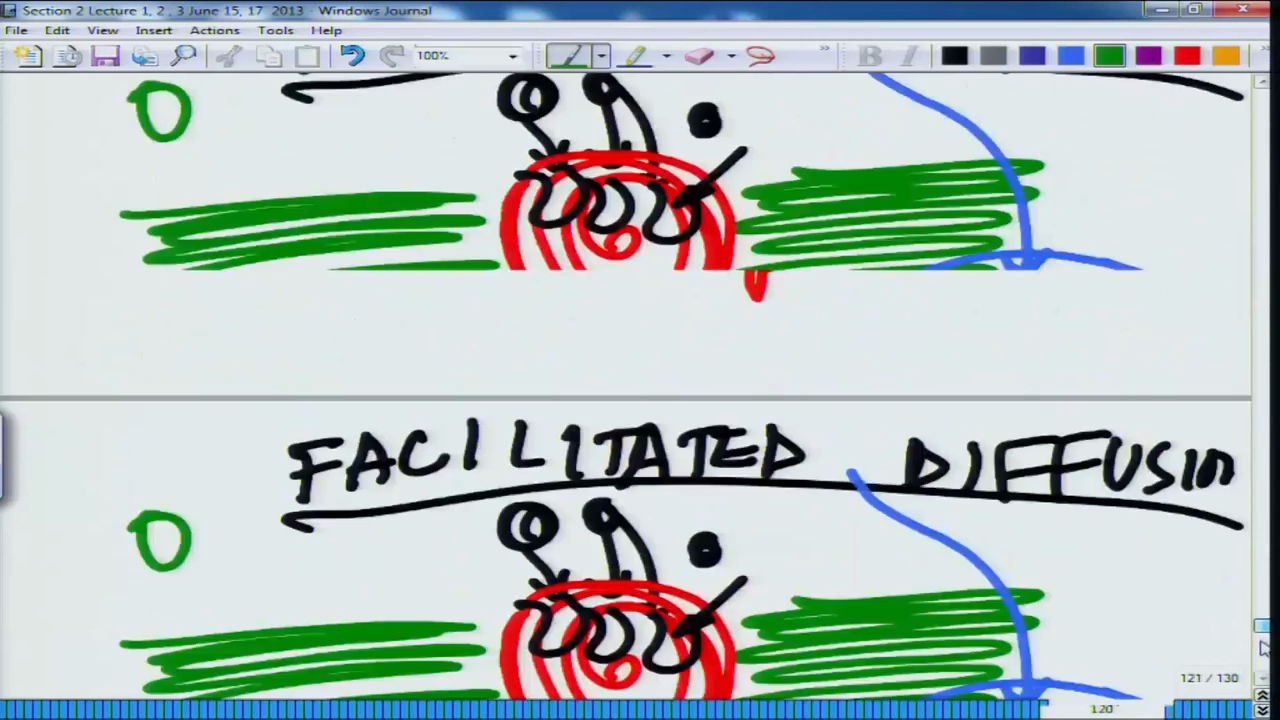 Section 2 Lecture 1, 2 , 3 June 15, 17 2013 - Windows Journal
File Edit View Insert Actions Tools Help
100%
B I
FACILITATED DIFFUSION
121 / 130
120